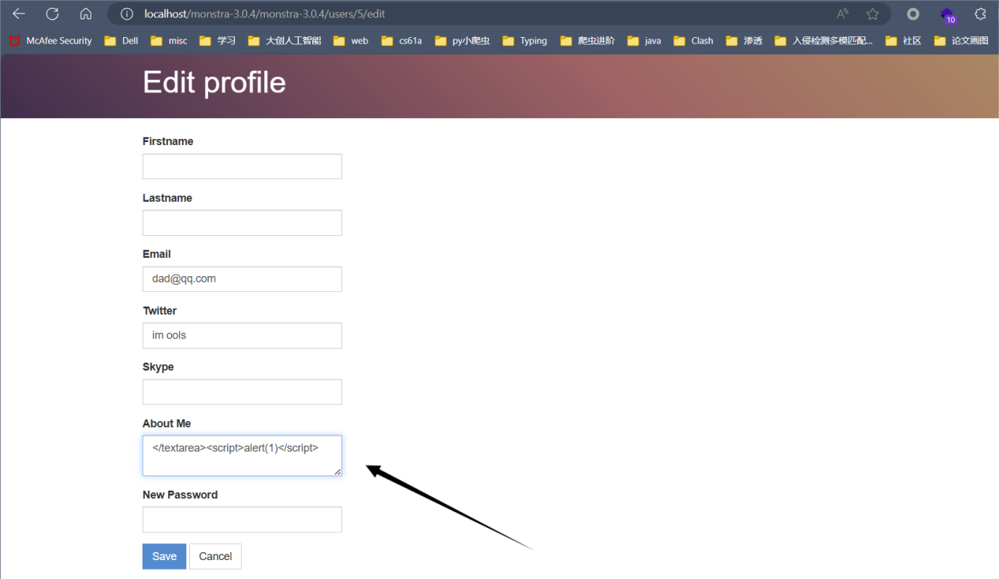 localhost/monstra-3.0.4/monstra-3.0.4/users/5/edit
10
McAfee Security Dell misc 学习 大创人工智能 web cs61a py小爬虫 Typing 爬虫进阶 java Clash 渗透 入侵检测多模匹配... 社区 论文画图
Edit profile
Firstname
Lastname
Email
dad@qq.com
Twitter
im ools
Skype
About Me
</textarea><script>alert(1)</script>
New Password
Save Cancel